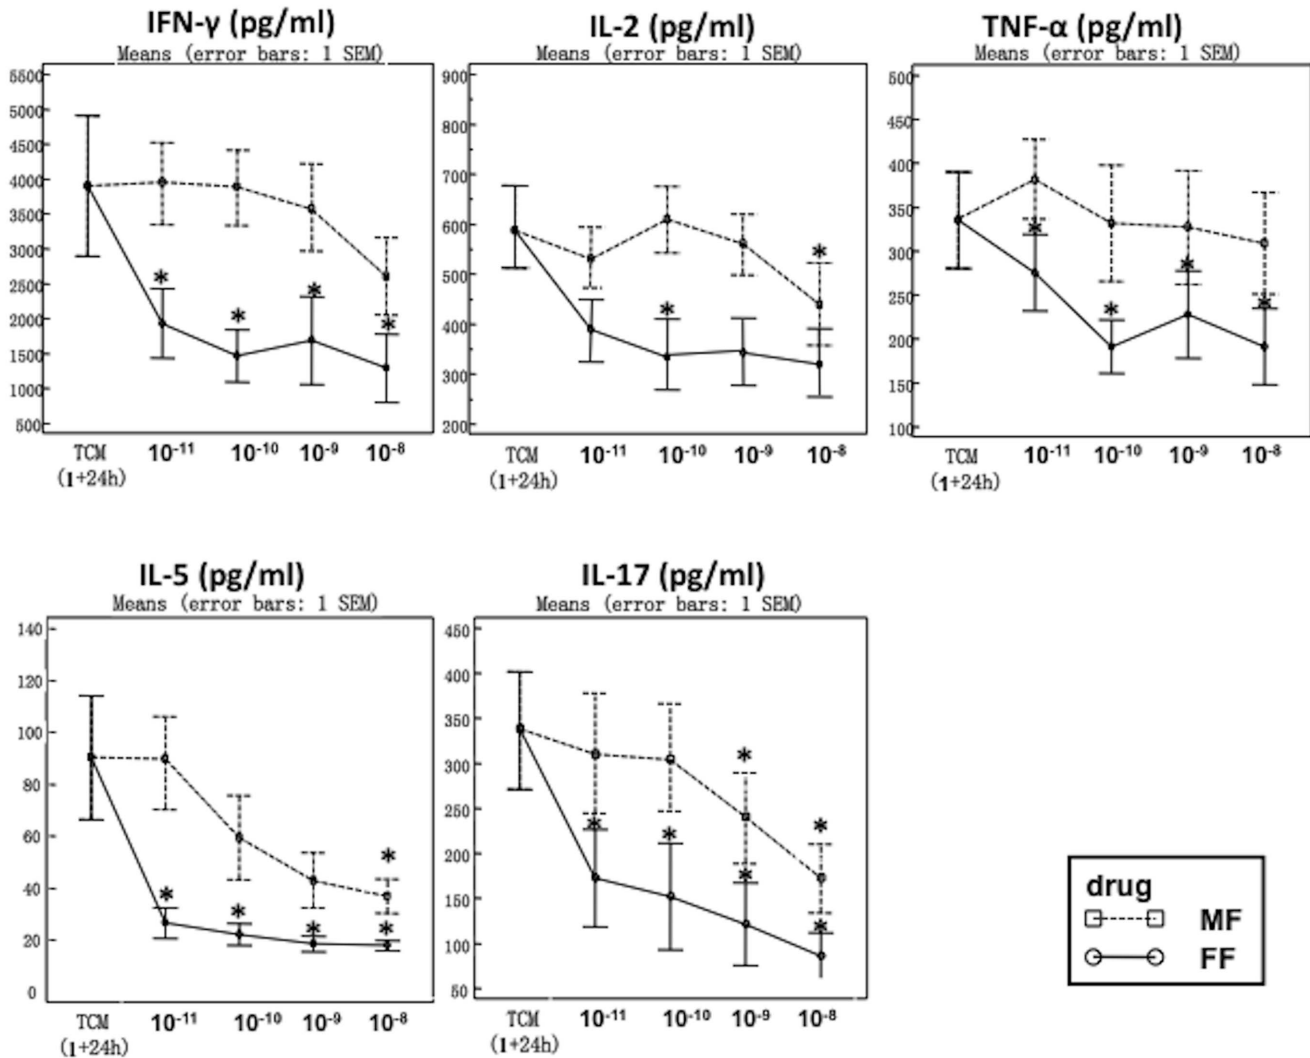 IFN-γ (pg/ml)
Means (error bars: 1 SEM)
5500
5000
4500
4000
3500
3000
2500
2000
1500
1000
500
TCM 10-11 10-10 10-9 10-8
(1+24h)
IL-2 (pg/ml)
Means (error bars: 1 SEM)
900
800
700
600
500
400
300
200
TCM 10-11 10-10 10-9 10-8
(1+24h)
TNF-α (pg/ml)
Means (error bars: 1 SEM)
500
450
400
350
300
250
200
150
100
TCM 10-11 10-10 10-9 10-8
(1+24h)
IL-5 (pg/ml)
Means (error bars: 1 SEM)
140
120
100
80
60
40
20
0
TCM 10-11 10-10 10-9 10-8
(1+24h)
IL-17 (pg/ml)
Means (error bars: 1 SEM)
450
400
350
300
250
200
150
100
50
TCM 10-11 10-10 10-9 10-8
(1+24h)
drug
MF
FF